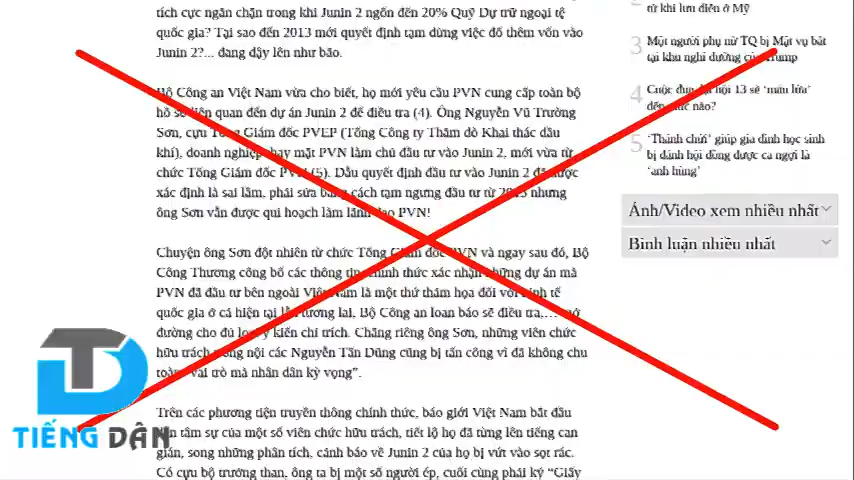 tích cực ngăn chặn trong khi Junin 2 ngốn đến 20% Quỹ Dự trữ ngoại tệ
quốc gia? Tại sao đến 2013 mới quyết định tạm dừng việc đổ thêm vốn vào
Junin 2?... đang dậy lên như bão.
Bộ Công an Việt Nam vừa cho biết, họ mới yêu cầu PVN cung cấp toàn bộ
hồ sơ liên quan đến dự án Junin 2 để điều tra (4). Ông Nguyễn Vũ Trường
Sơn, cựu Tổng Giám đốc PVEP (Tổng Công ty Thăm dò Khai thác dầu
khí), doanh nghiệp thay mặt PVN làm chủ đầu tư vào Junin 2, mới vừa từ
chức Tổng Giám đốc PVN (5). Dẫu quyết định đầu tư vào Junin 2 đã được
xác định là sai lầm, phải sửa bằng cách tạm ngưng đầu tư từ 2013 nhưng
ông Sơn vẫn được qui hoạch làm lãnh đạo PVN!
Chuyện ông Sơn đột nhiên từ chức Tổng Giám đốc PVN và ngay sau đó, Bộ
Công Thương công bố các thông tin chính thức xác nhận những dự án mà
PVN đã đầu tư bên ngoài Việt Nam là một thứ thảm họa đối với kinh tế
quốc gia ở cả hiện tại lẫn tương lai, Bộ Công an loan báo sẽ điều tra,… mở
đường cho đủ loại ý kiến chỉ trích. Chẳng riêng ông Sơn, những viên chức
hữu trách trong nội các Nguyễn Tấn Dũng cũng bị tấn công vì đã không chu
toàn "vai trò mà nhân dân kỳ vọng".
Trên các phương tiện truyền thông chính thức, báo giới Việt Nam bắt đầu
dẫn tâm sự của một số viên chức hữu trách, tiết lộ họ đã từng lên tiếng can
gián, song những phân tích, cảnh báo về Junin 2 của họ bị vứt vào sọt rác.
Có cựu bộ trưởng than, ông ta bị một số người ép, cuối cùng phải ký "Giấy
từ khi lưu diễn ở Mỹ
3 Một người phụ nữ TQ bị Mật vụ bắt
tại khu nghỉ dưỡng của Trump
4 Cuộc đua đại hội 13 sẽ 'máu lửa'
đến mức nào?
5 'Thánh chửi' giúp gia đình học sinh
bị đánh hội đồng được ca ngợi là
'anh hùng'
Ảnh/Video xem nhiều nhất
Bình luận nhiều nhất
TD
TIẾNG DÂN